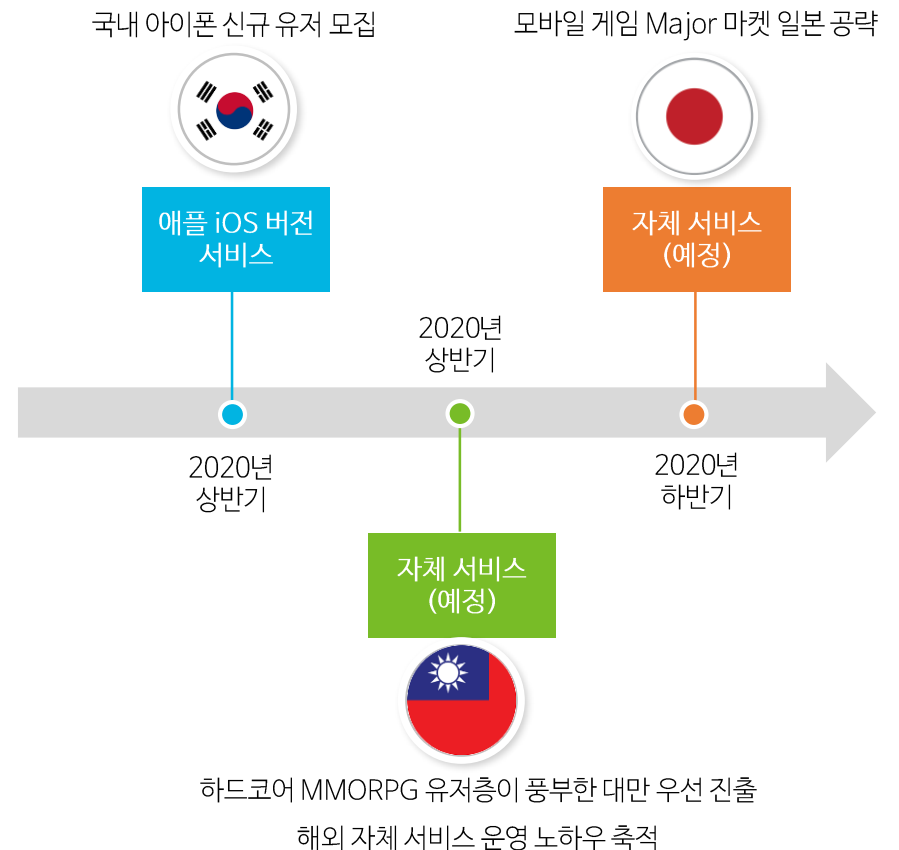 국내 아이폰 신규 유저 모집
모바일 게임 Major 마켓 일본 공략
애플 iOS 버전
서비스
자체 서비스
(예정)
2020년
상반기
2020년
상반기
2020년
하반기
자체 서비스
(예정)
하드코어 MMORPG 유저층이 풍부한 대만 우선 진출
해외 자체 서비스 운영 노하우 축적